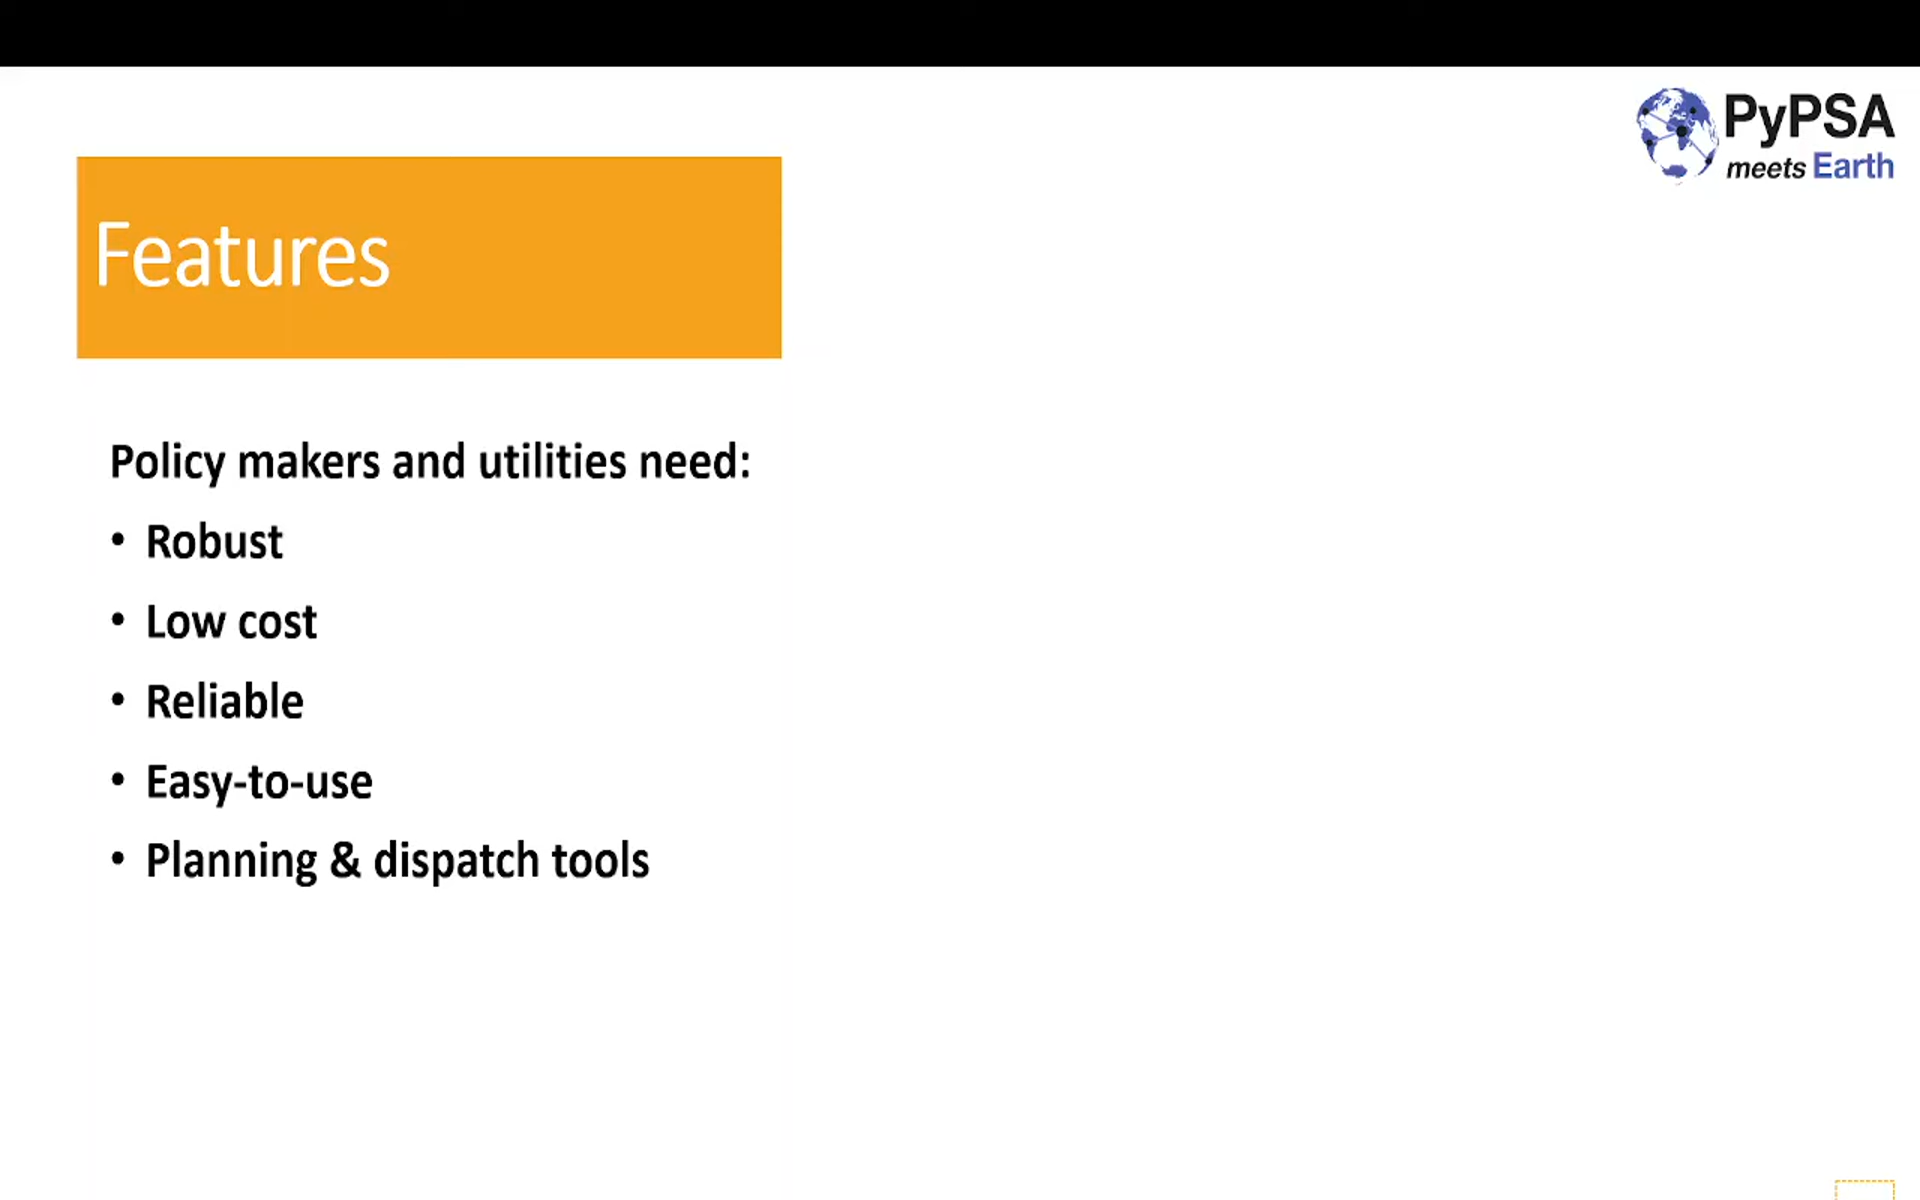 PyPSA
meets Earth
Features
Policy makers and utilities need:
• Robust
• Low cost
• Reliable
• Easy-to-use
• Planning & dispatch tools